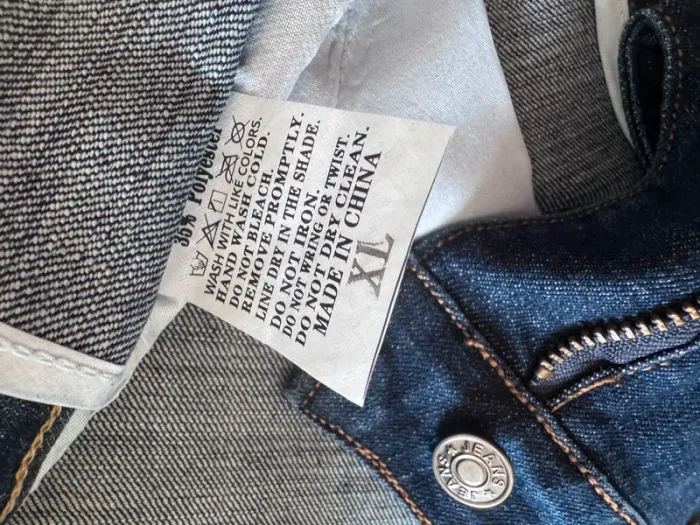 Polyester
WASH WITH LIKE COLORS.
HAND WASH COLD.
DO NOT BLEACH.
REMOVE PROMPTLY.
LINE DRY IN THE SHADE.
DO NOT IRON.
DO NOT WRING OR TWIST.
DO NOT DRY CLEAN.
MADE IN CHINA
XL
JEANS
JEANS